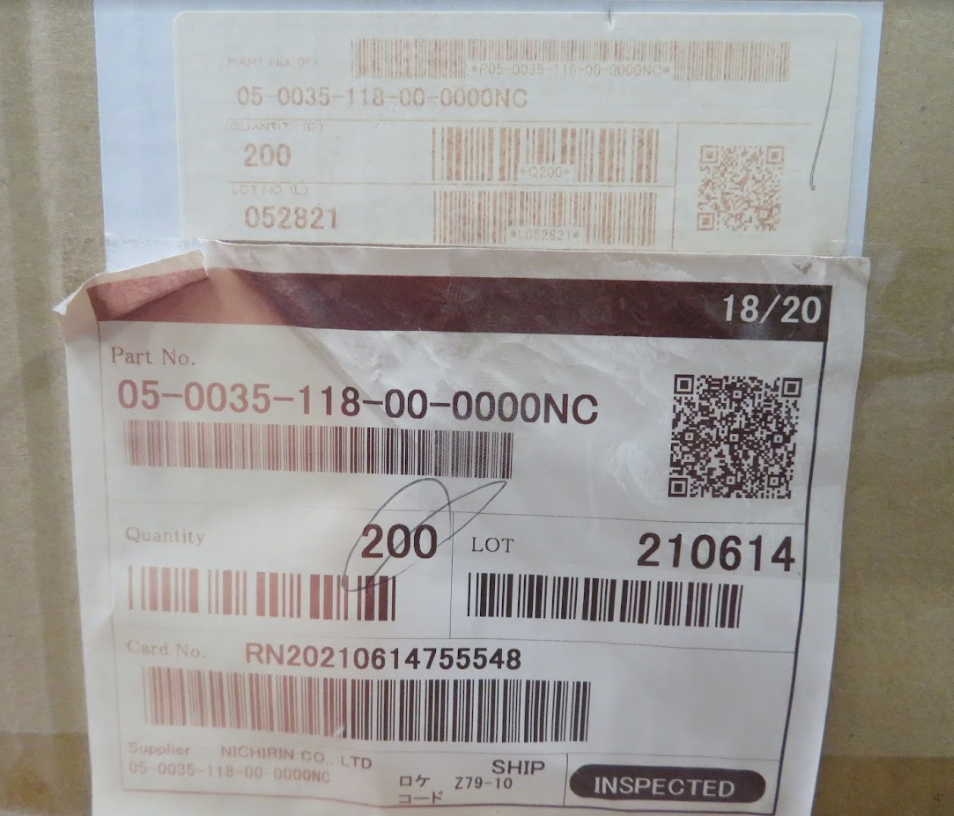 PART NO. (P)
*P05-0035-118-00-0000NC*
05-0035-118-00-0000NC
QUANTITY (Q)
200
*Q200*
LOT NO. (L)
052821
*L052821*
18/20
Part No.
05-0035-118-00-0000NC
Quantity 200 LOT 210614
Card No. RN20210614755548
Supplier NICHIRIN CO., LTD SHIP
05-0035-118-00-0000NC ロケ Z79-10 INSPECTED
コード